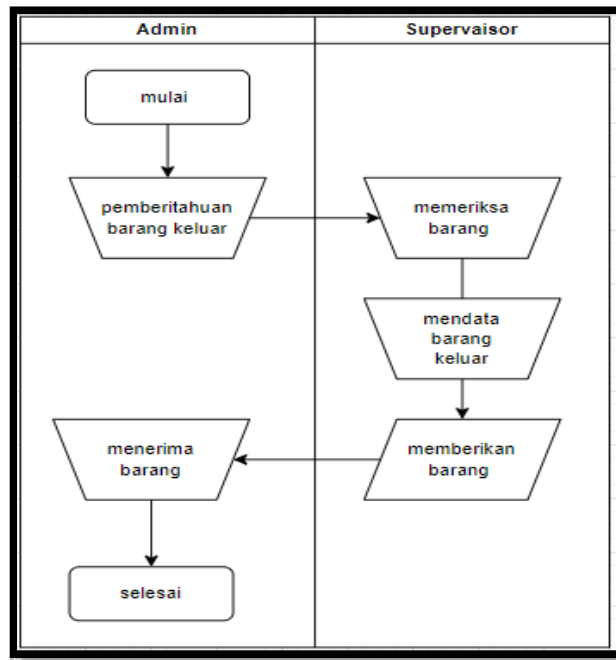 Admin
Supervaisor
mulai
pemberitahuan
barang keluar
memeriksa
barang
mendata
barang
keluar
memberikan
barang
menerima
barang
selesai